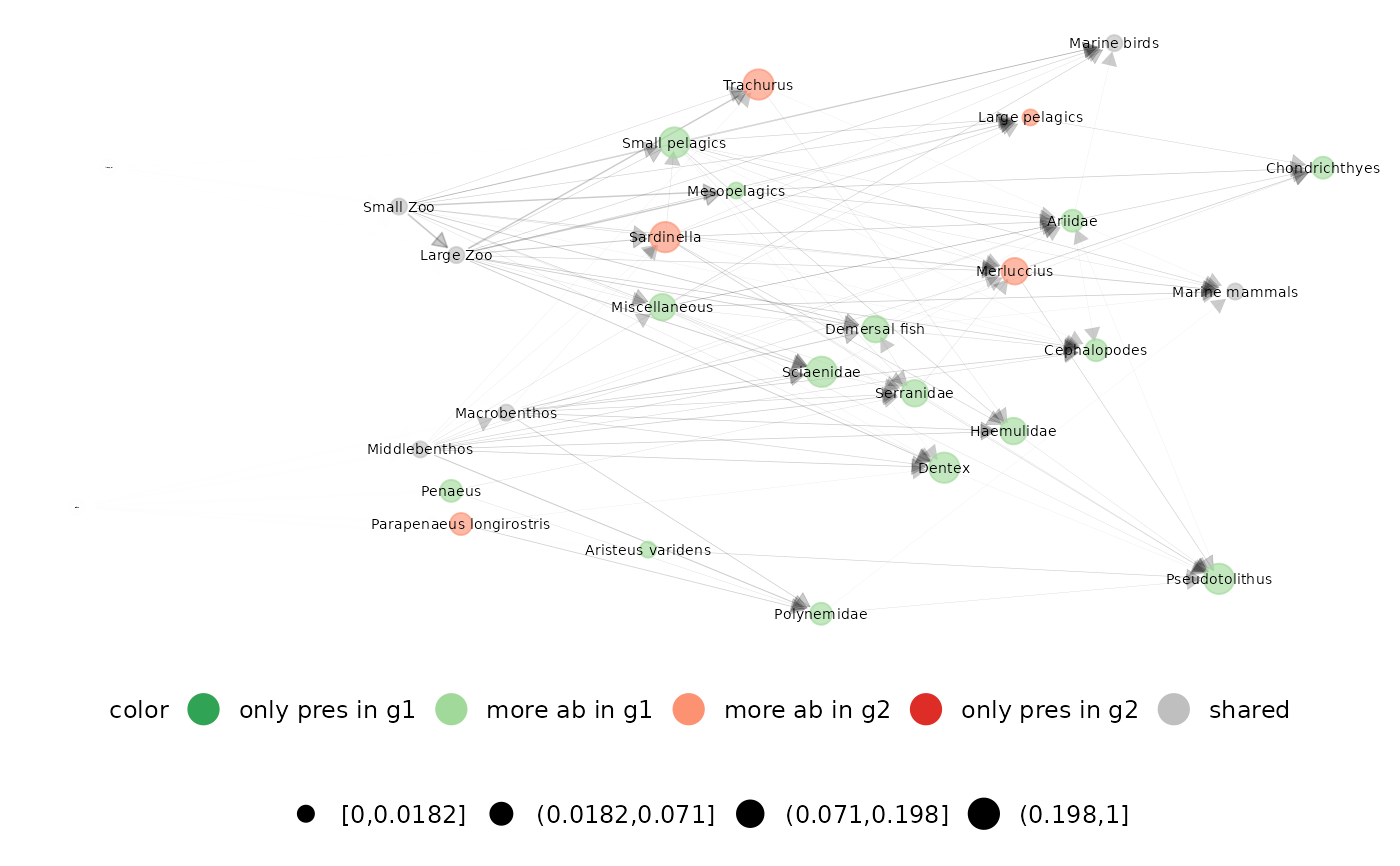 Marine birds
Trachurus
Large pelagics
Small pelagics
Chondrichthyes
Mesopelagics
Small Zoo
Ariidae
Sardinella
Large Zoo
Merluccius
Marine mammals
Miscellaneous
Demersal fish
Cephalopodes
Sciaenidae
Serranidae
Macrobenthos
Haemulidae
Middlebenthos
Dentex
Penaeus
Parapenaeus longirostris
Aristeus varidens
Pseudotolithus
Polynemidae
color only pres in g1 more ab in g1 more ab in g2 only pres in g2 shared
[0,0.0182] (0.0182,0.071] (0.071,0.198] (0.198,1]